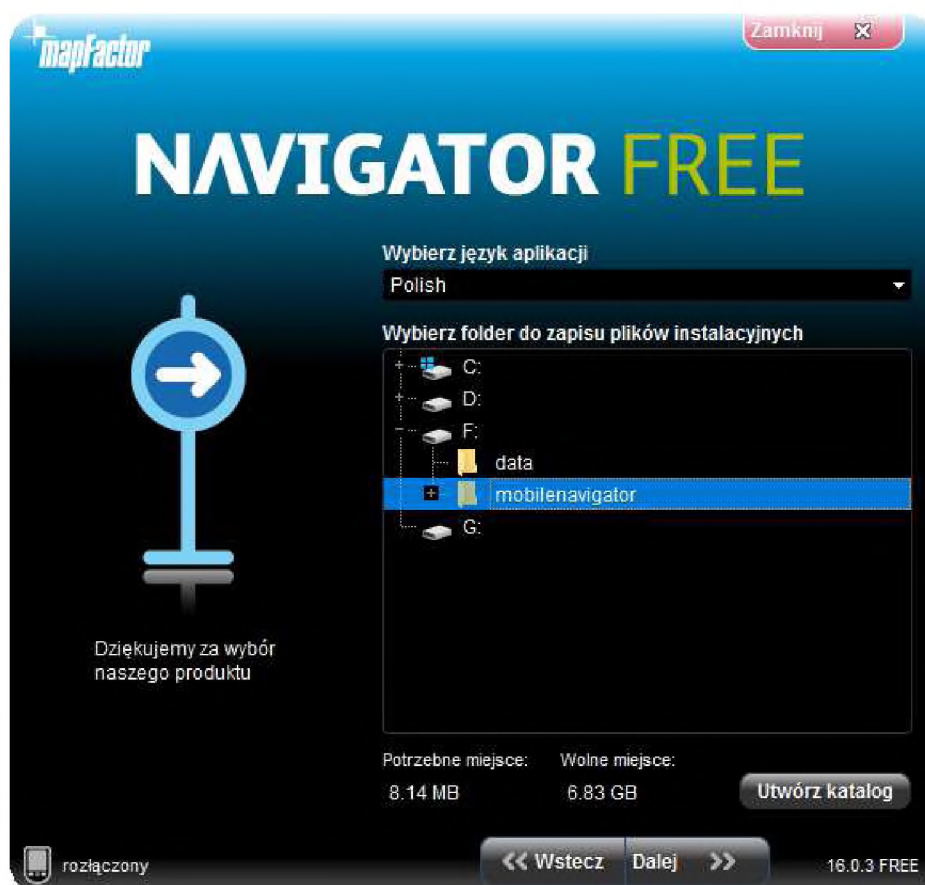 mapFactor
Zamknij
NAVIGATOR FREE
Wybierz język aplikacji
Polish
Wybierz folder do zapisu plików instalacyjnych
C:
D:
F:
data
mobilenavigator
G:
Dziękujemy za wybór
naszego produktu
Potrzebne miejsce: Wolne miejsce:
8.14 MB 6.83 GB
Utwórz katalog
rozłączony
<< Wstecz Dalej >>
16.0.3 FREE